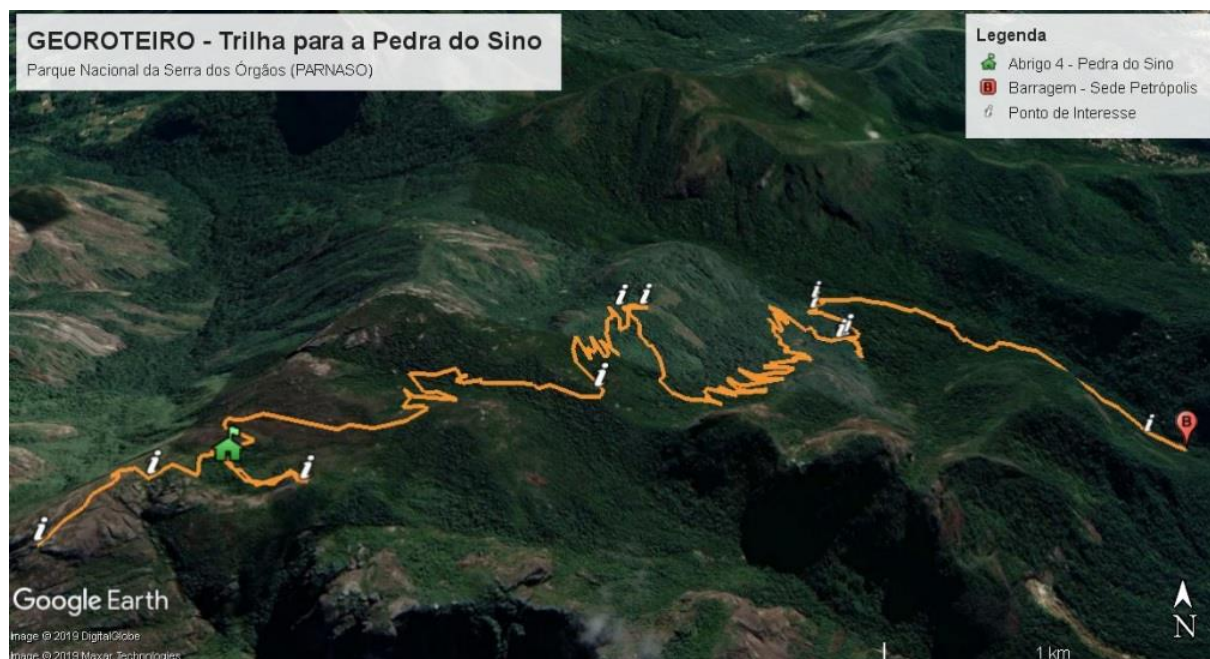 GEOROTEIRO - Trilha para a Pedra do Sino
Parque Nacional da Serra dos Órgãos (PARNASO)
Legenda
Abrigo 4 - Pedra do Sino
B Barragem - Sede Petrópolis
i Ponto de Interesse
i
i i
i
i
i
i
B
i
i
i
Google Earth
Image © 2019 DigitalGlobe
Image © 2019 Maxar Technologies
1 km
N